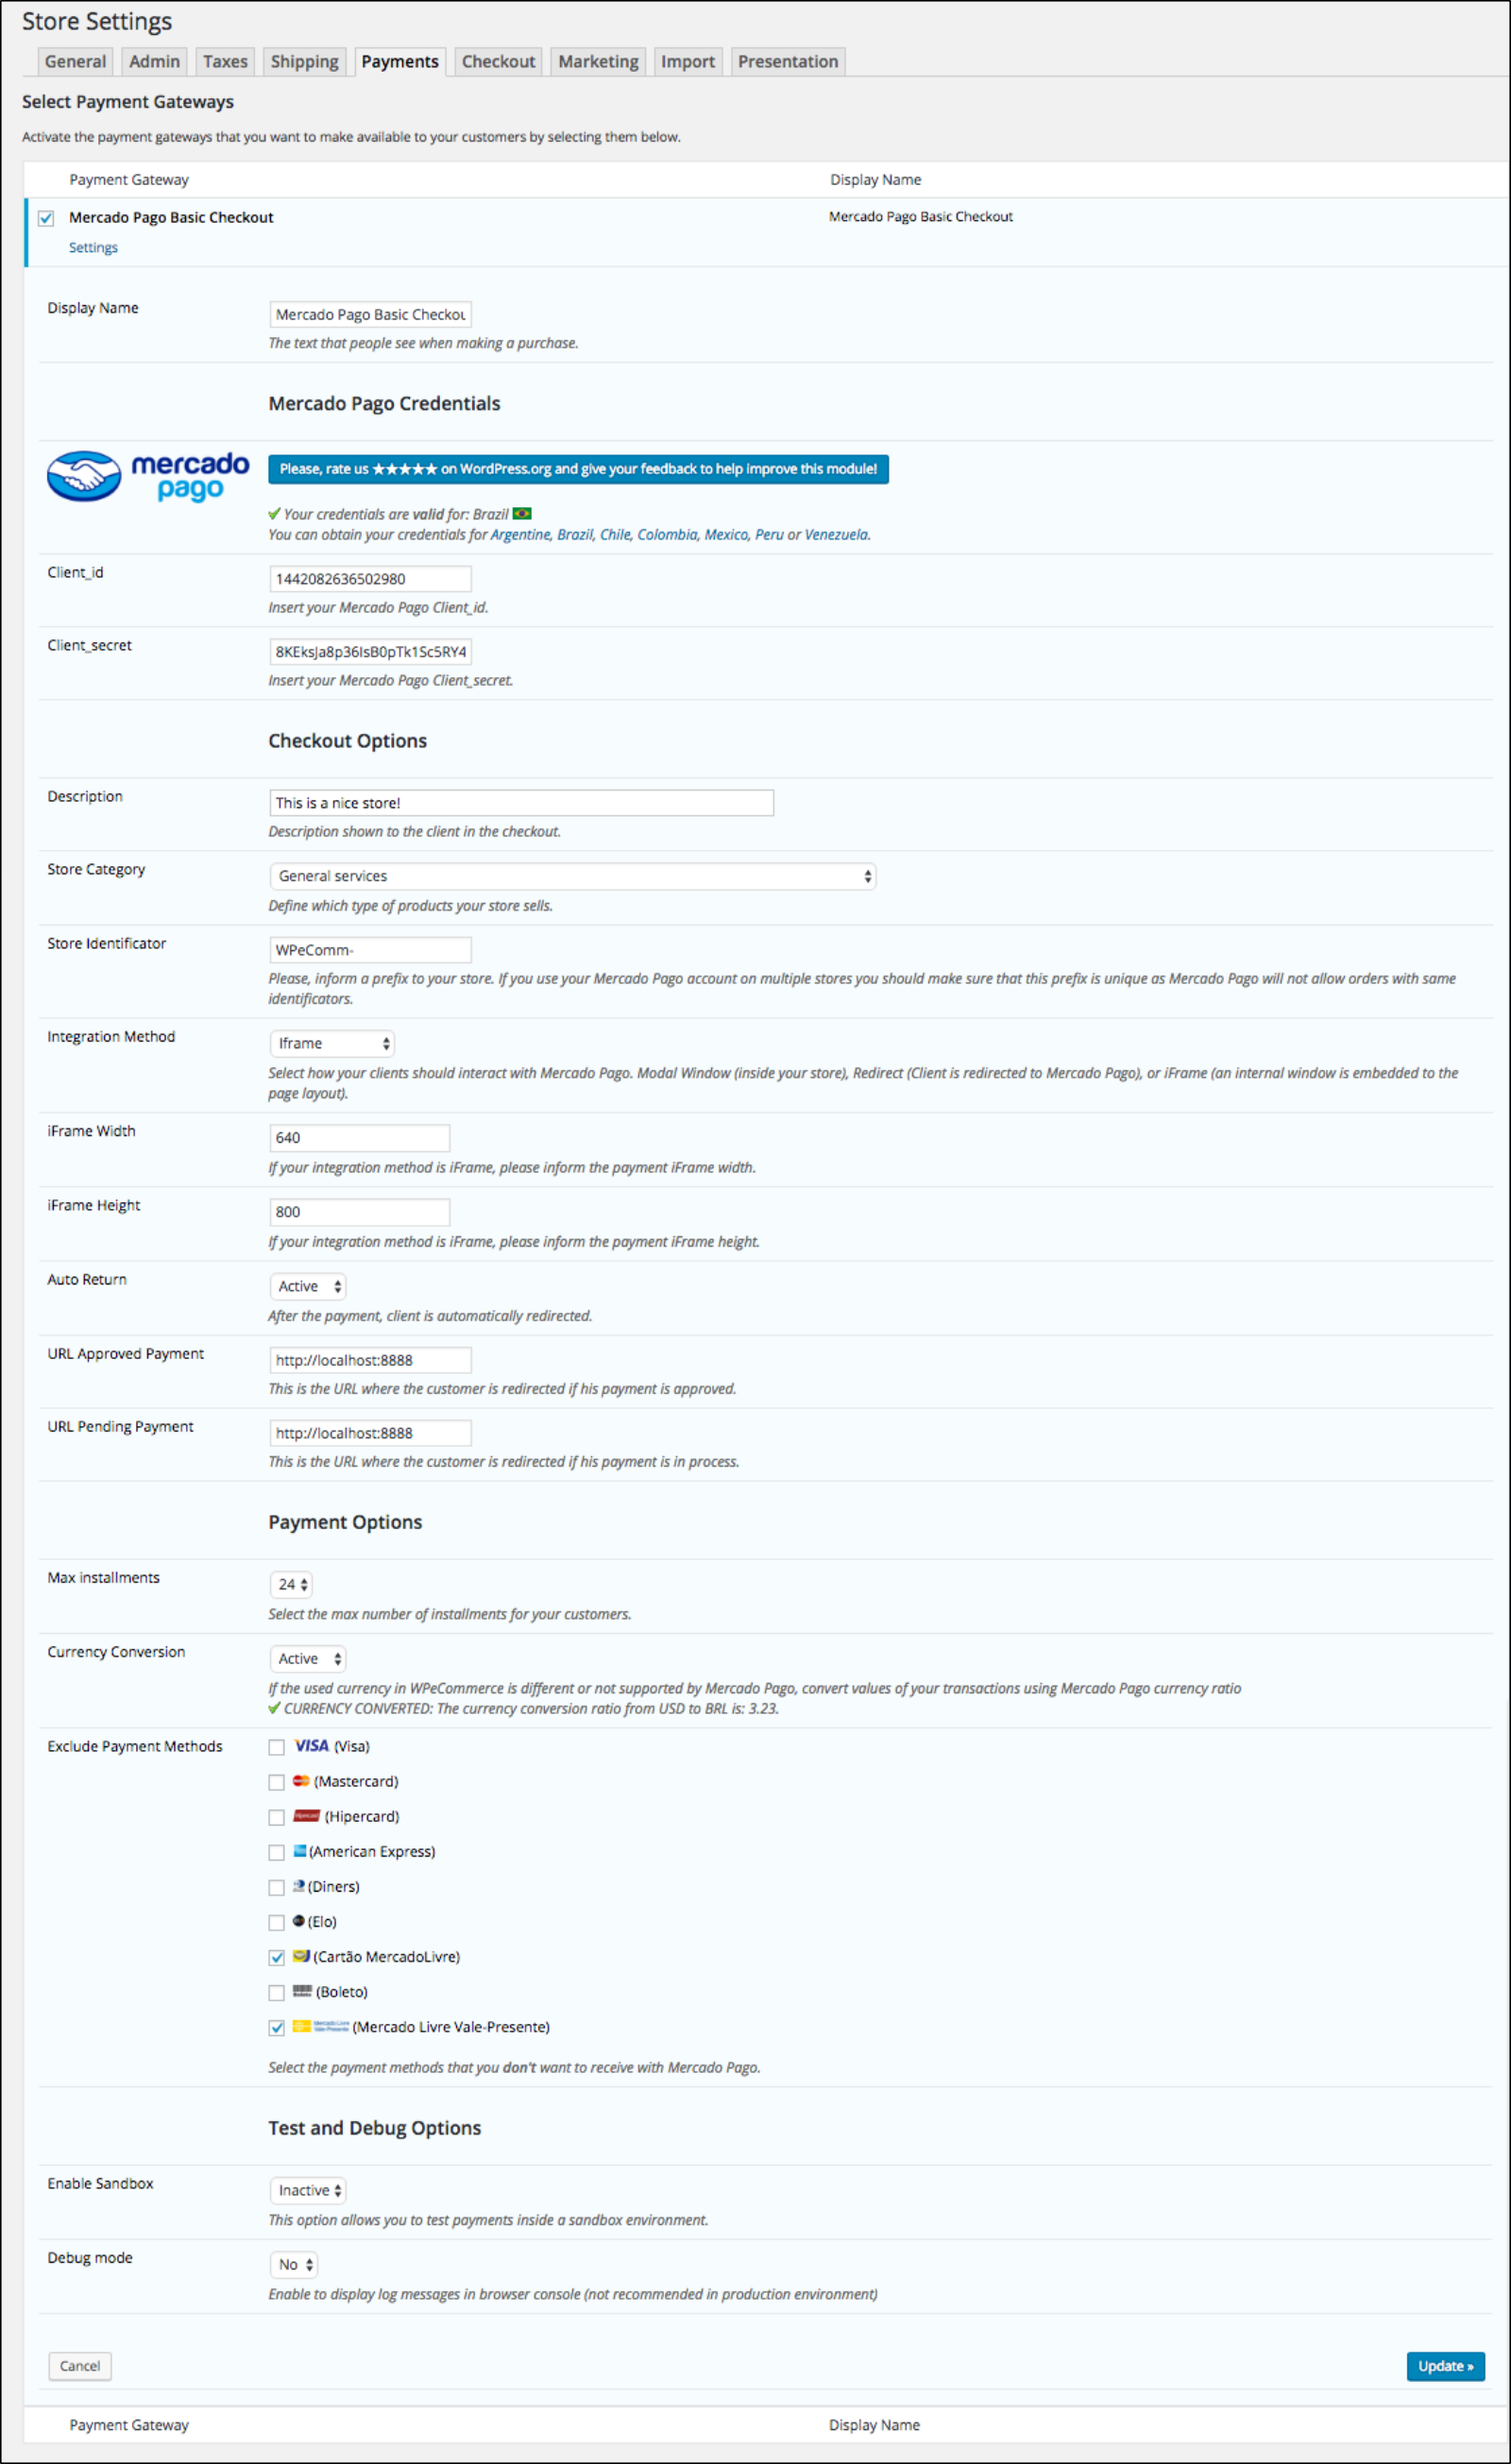 Store Settings
General Admin Taxes Shipping Payments Checkout Marketing Import Presentation
Select Payment Gateways
Activate the payment gateways that you want to make available to your customers by selecting them below.
Payment Gateway Display Name
Mercado Pago Basic Checkout Mercado Pago Basic Checkout
Settings
Display Name Mercado Pago Basic Checkou
The text that people see when making a purchase.
Mercado Pago Credentials
mercado pago
Please, rate us ★★★★★ on WordPress.org and give your feedback to help improve this module!
Your credentials are valid for: Brazil
You can obtain your credentials for Argentine, Brazil, Chile, Colombia, Mexico, Peru or Venezuela.
Client_id 1442082636502980
Insert your Mercado Pago Client_id.
Client_secret 8KEksJa8p36IsB0pTk1Sc5RY4
Insert your Mercado Pago Client_secret.
Checkout Options
Description This is a nice store!
Description shown to the client in the checkout.
Store Category General services
Define which type of products your store sells.
Store Identificator WPeComm-
Please, inform a prefix to your store. If you use your Mercado Pago account on multiple stores you should make sure that this prefix is unique as Mercado Pago will not allow orders with same
identificators.
Integration Method Iframe
Select how your clients should interact with Mercado Pago. Modal Window (inside your store), Redirect (Client is redirected to Mercado Pago), or iFrame (an internal window is embedded to the
page layout).
iFrame Width 640
If your integration method is iFrame, please inform the payment iFrame width.
iFrame Height 800
If your integration method is iFrame, please inform the payment iFrame height.
Auto Return Active
After the payment, client is automatically redirected.
URL Approved Payment http://localhost:8888
This is the URL where the customer is redirected if his payment is approved.
URL Pending Payment http://localhost:8888
This is the URL where the customer is redirected if his payment is in process.
Payment Options
Max installments 24
Select the max number of installments for your customers.
Currency Conversion Active
If the used currency in WPeCommerce is different or not supported by Mercado Pago, convert values of your transactions using Mercado Pago currency ratio
CURRENCY CONVERTED: The currency conversion ratio from USD to BRL is: 3.23.
Exclude Payment Methods VISA (Visa)
(Mastercard)
(Hipercard)
(American Express)
(Diners)
(Elo)
(Cartão MercadoLivre)
(Boleto)
(Mercado Livre Vale-Presente)
Select the payment methods that you don't want to receive with Mercado Pago.
Test and Debug Options
Enable Sandbox Inactive
This option allows you to test payments inside a sandbox environment.
Debug mode No
Enable to display log messages in browser console (not recommended in production environment)
Cancel Update »
Payment Gateway Display Name